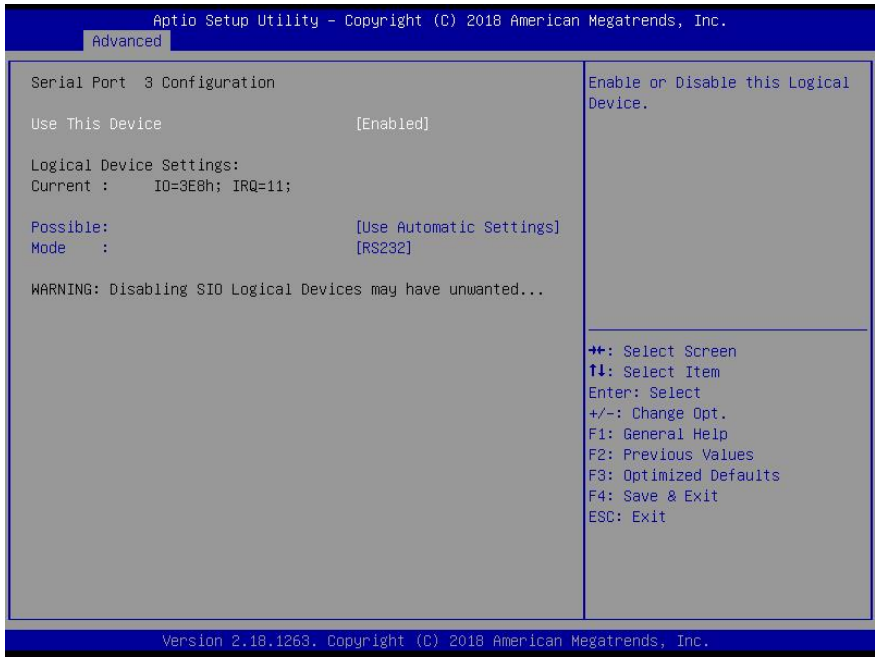 Aptio Setup Utility – Copyright (C) 2018 American Megatrends, Inc.
Advanced
Serial Port 3 Configuration
Use This Device [Enabled]
Logical Device Settings:
Current : IO=3E8h; IRQ=11;
Possible: [Use Automatic Settings]
Mode : [RS232]
WARNING: Disabling SIO Logical Devices may have unwanted...
Enable or Disable this Logical
Device.
→←: Select Screen
↑↓: Select Item
Enter: Select
+/-: Change Opt.
F1: General Help
F2: Previous Values
F3: Optimized Defaults
F4: Save & Exit
ESC: Exit
Version 2.18.1263. Copyright (C) 2018 American Megatrends, Inc.